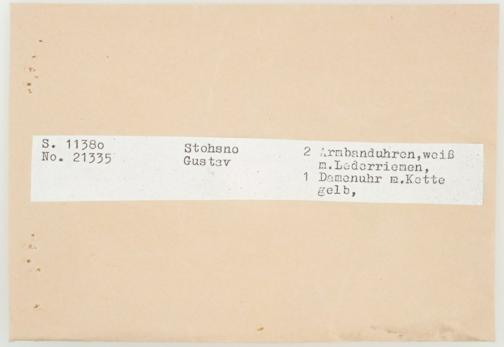 S. 11380
No. 21335
Stohsno
Gustav
2 Armbanduhren,weiß
m.Lederriemen,
1 Damenuhr m.Kette
gelb,